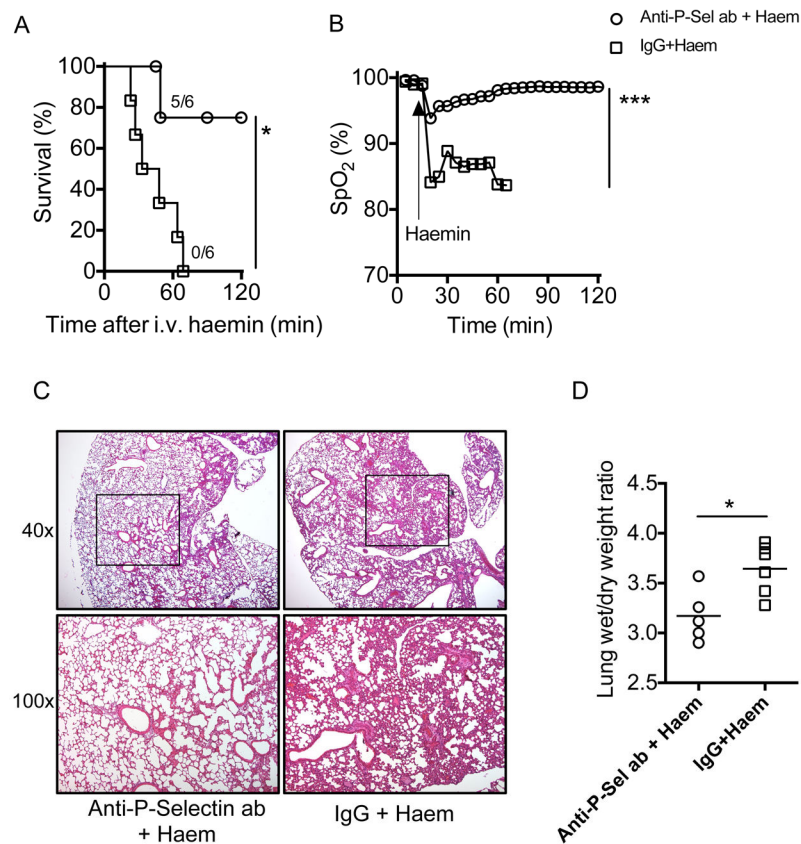 Anti-P-Sel ab + Haem
IgG+Haem
A
Survival (%)
100
80
60
40
20
0
5/6
0/6
*
0 60 120
Time after i.v. haemin (min)
B
SpO2 (%)
100
90
80
70
Haemin
***
0 30 60 90 120
Time (min)
C
40x
100x
Anti-P-Selectin ab
+ Haem
IgG + Haem
D
Lung wet/dry weight ratio
4.5
4.0
3.5
3.0
2.5
*
Anti-P-Sel ab + Haem
IgG+Haem